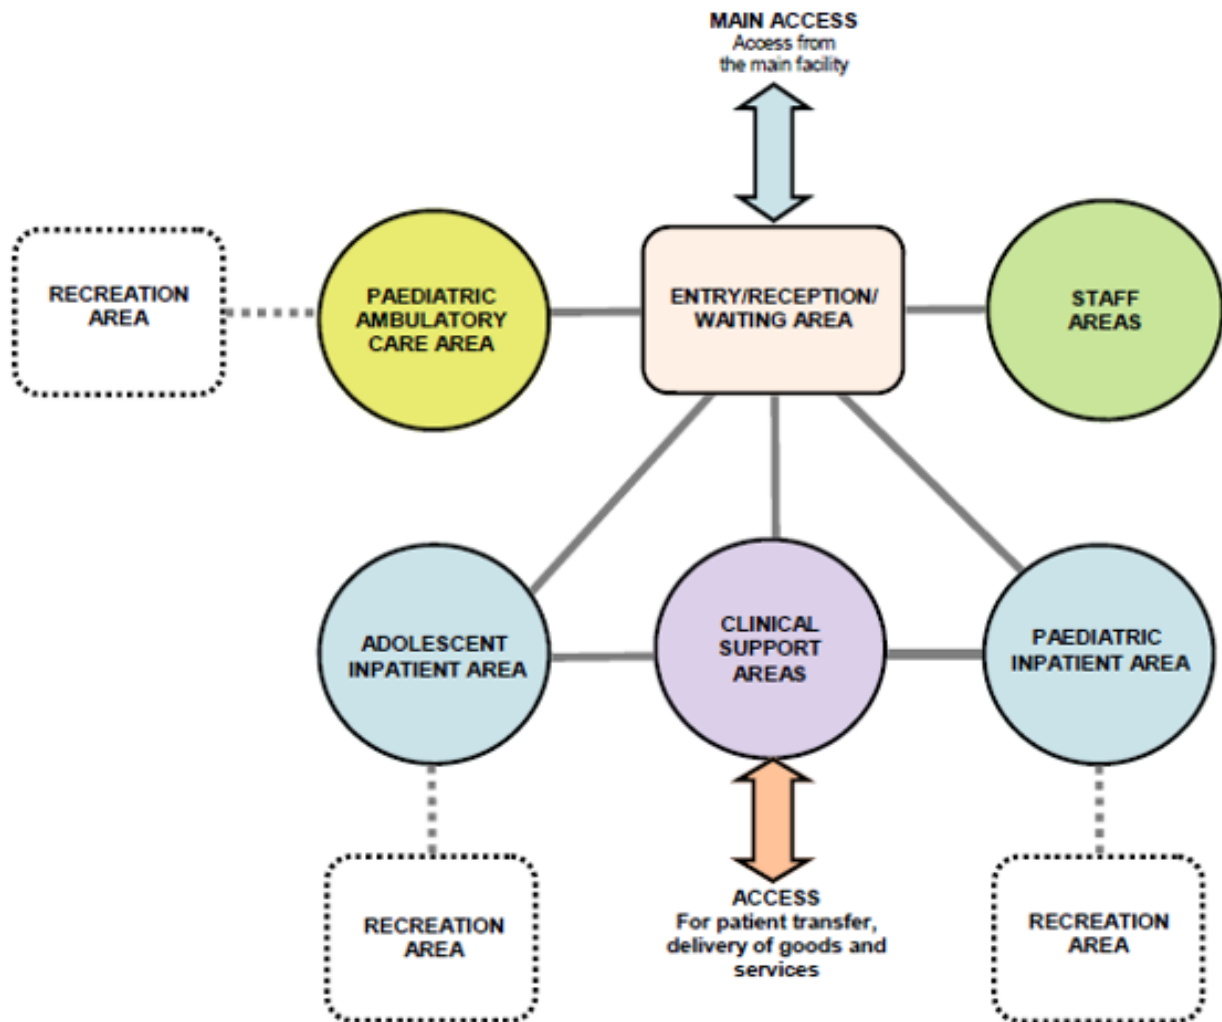 MAIN ACCESS
Access from
the main facility
RECREATION
AREA
PAEDIATRIC
AMBULATORY
CARE AREA
ENTRY/RECEPTION/
WAITING AREA
STAFF
AREAS
ADOLESCENT
INPATIENT AREA
CLINICAL
SUPPORT
AREAS
PAEDIATRIC
INPATIENT AREA
RECREATION
AREA
ACCESS
For patient transfer,
delivery of goods and
services
RECREATION
AREA